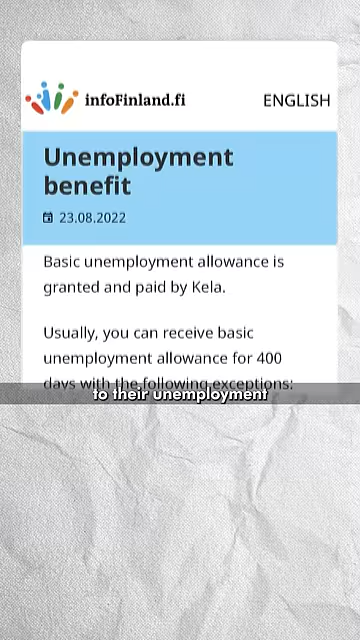 infoFinland.fi
ENGLISH
Unemployment
benefit
23.08.2022
Basic unemployment allowance is
granted and paid by Kela.
Usually, you can receive basic
unemployment allowance for 400
days with the following exceptions:
to their unemployment